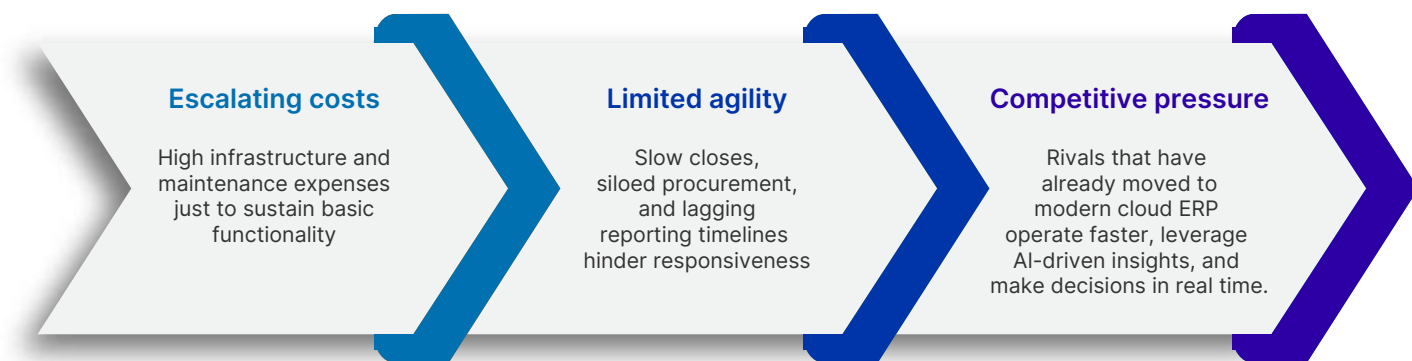 Escalating costs
High infrastructure and
maintenance expenses
just to sustain basic
functionality
Limited agility
Slow closes,
siloed procurement,
and lagging
reporting timelines
hinder responsiveness
Competitive pressure
Rivals that have
already moved to
modern cloud ERP
operate faster, leverage
AI-driven insights, and
make decisions in real time.